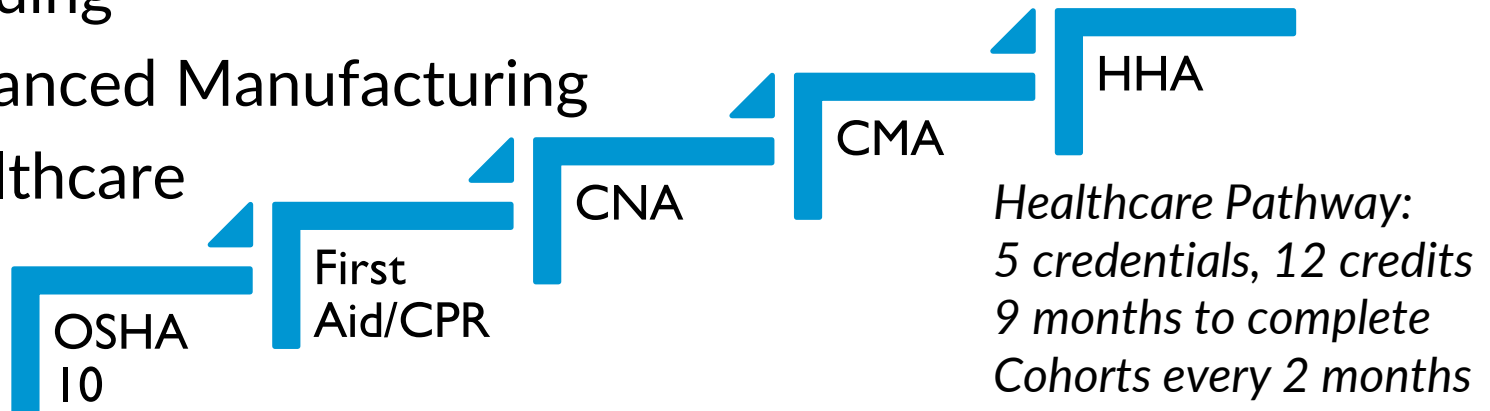 anced Manufacturing
lthcare
HHA
CMA
CNA
First
Aid/CPR
OSHA
10
Healthcare Pathway:
5 credentials, 12 credits
9 months to complete
Cohorts every 2 months